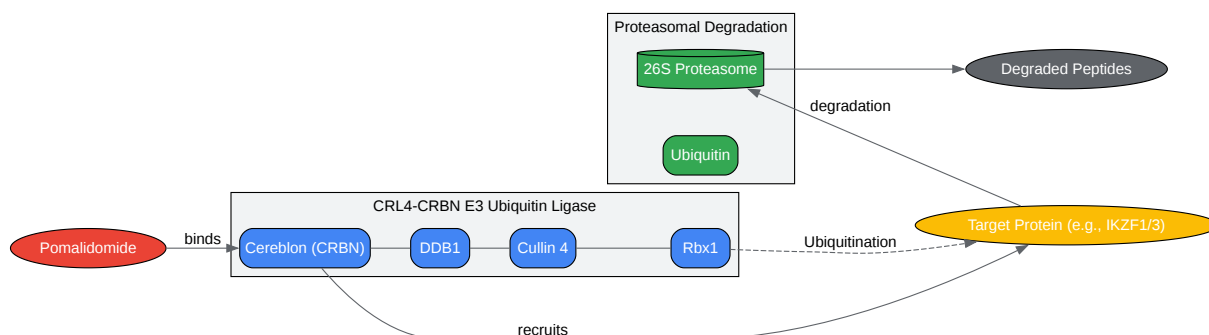 Proteasomal Degradation
26S Proteasome
Degraded Peptides
degradation
Ubiquitin
CRL4-CRBN E3 Ubiquitin Ligase
Pomalidomide
binds
Cereblon (CRBN)
DDB1
Cullin 4
Rbx1
Ubiquitination
Target Protein (e.g., IKZF1/3)
recruits